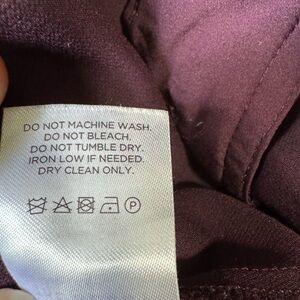 DO NOT MACHINE WASH.
DO NOT BLEACH.
DO NOT TUMBLE DRY.
IRON LOW IF NEEDED.
DRY CLEAN ONLY.
P